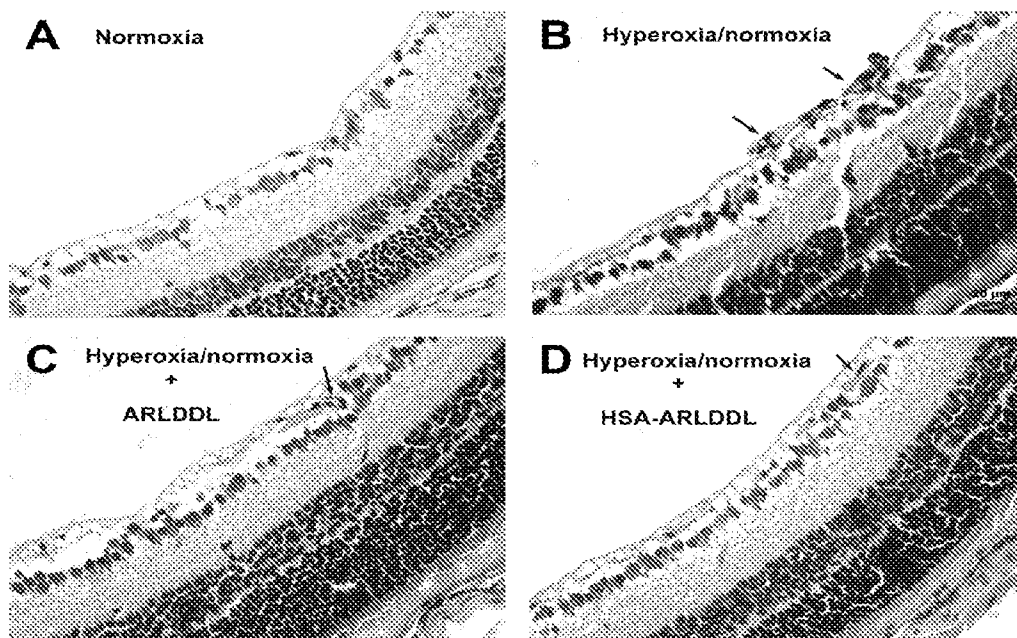 A Normoxia
B Hyperoxia/normoxia
C Hyperoxia/normoxia
+
ARLDDL
D Hyperoxia/normoxia
+
HSA-ARLDDL